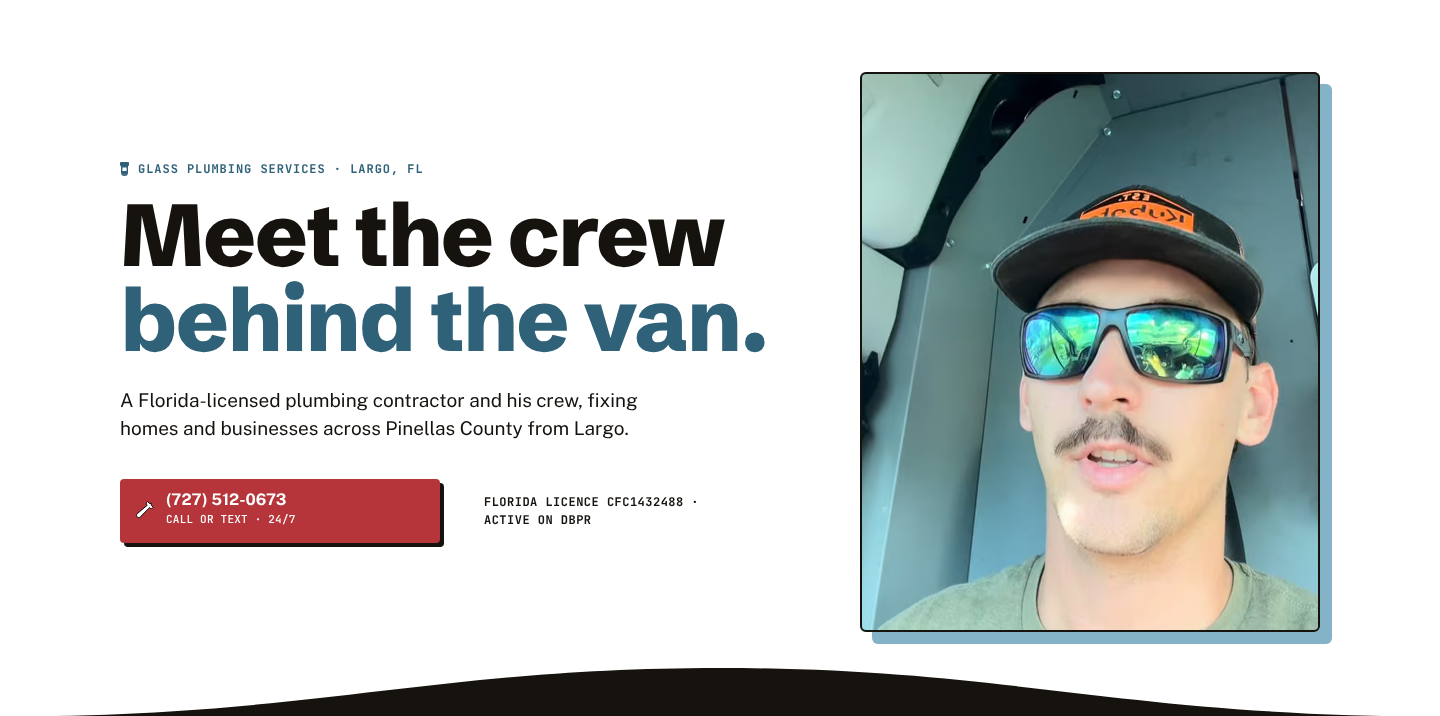 GLASS PLUMBING SERVICES · LARGO, FL
Meet the crew
behind the van.
A Florida-licensed plumbing contractor and his crew, fixing
homes and businesses across Pinellas County from Largo.
(727) 512-0673
CALL OR TEXT · 24/7
FLORIDA LICENCE CFC1432488 ·
ACTIVE ON DBPR
EST.
Kubota